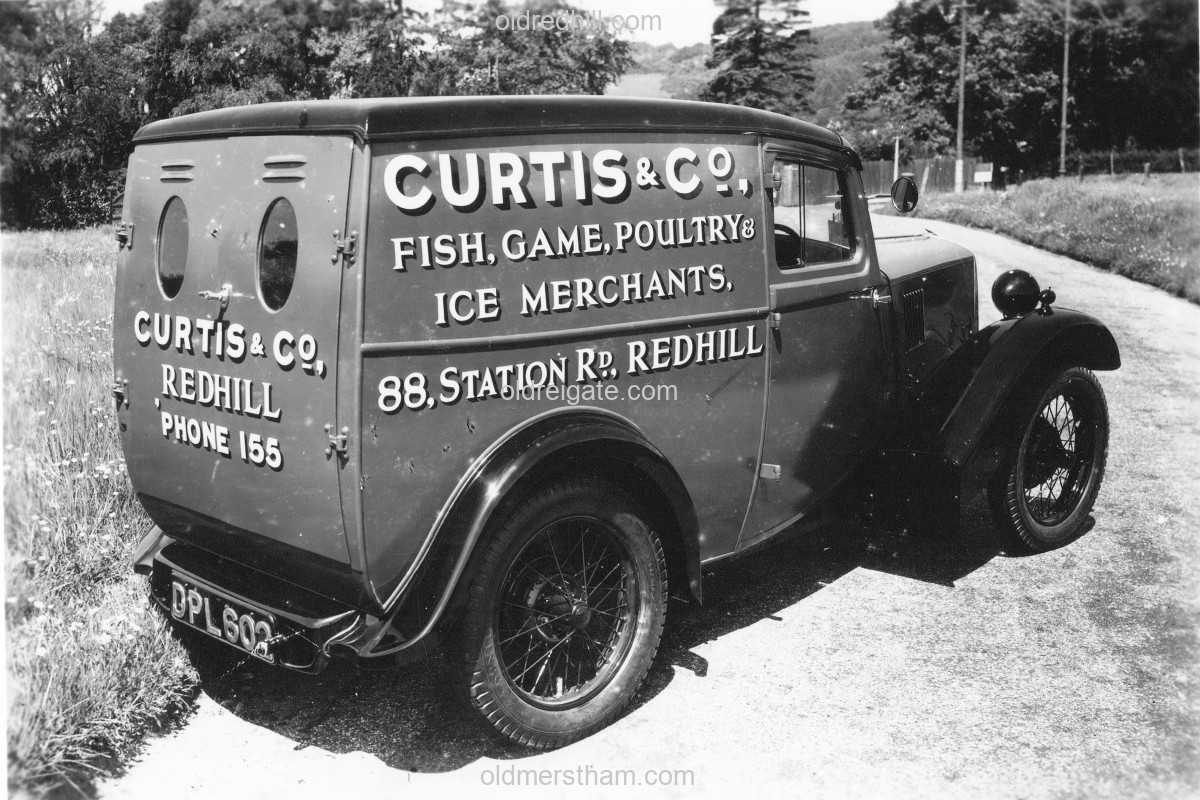 oldredhill.com
CURTIS & Cº,
FISH, GAME, POULTRY &
ICE MERCHANTS,
88, STATION RD, REDHILL
oldreigate.com
CURTIS & Cº,
REDHILL
'PHONE 155
DPL 602
oldmerstham.com